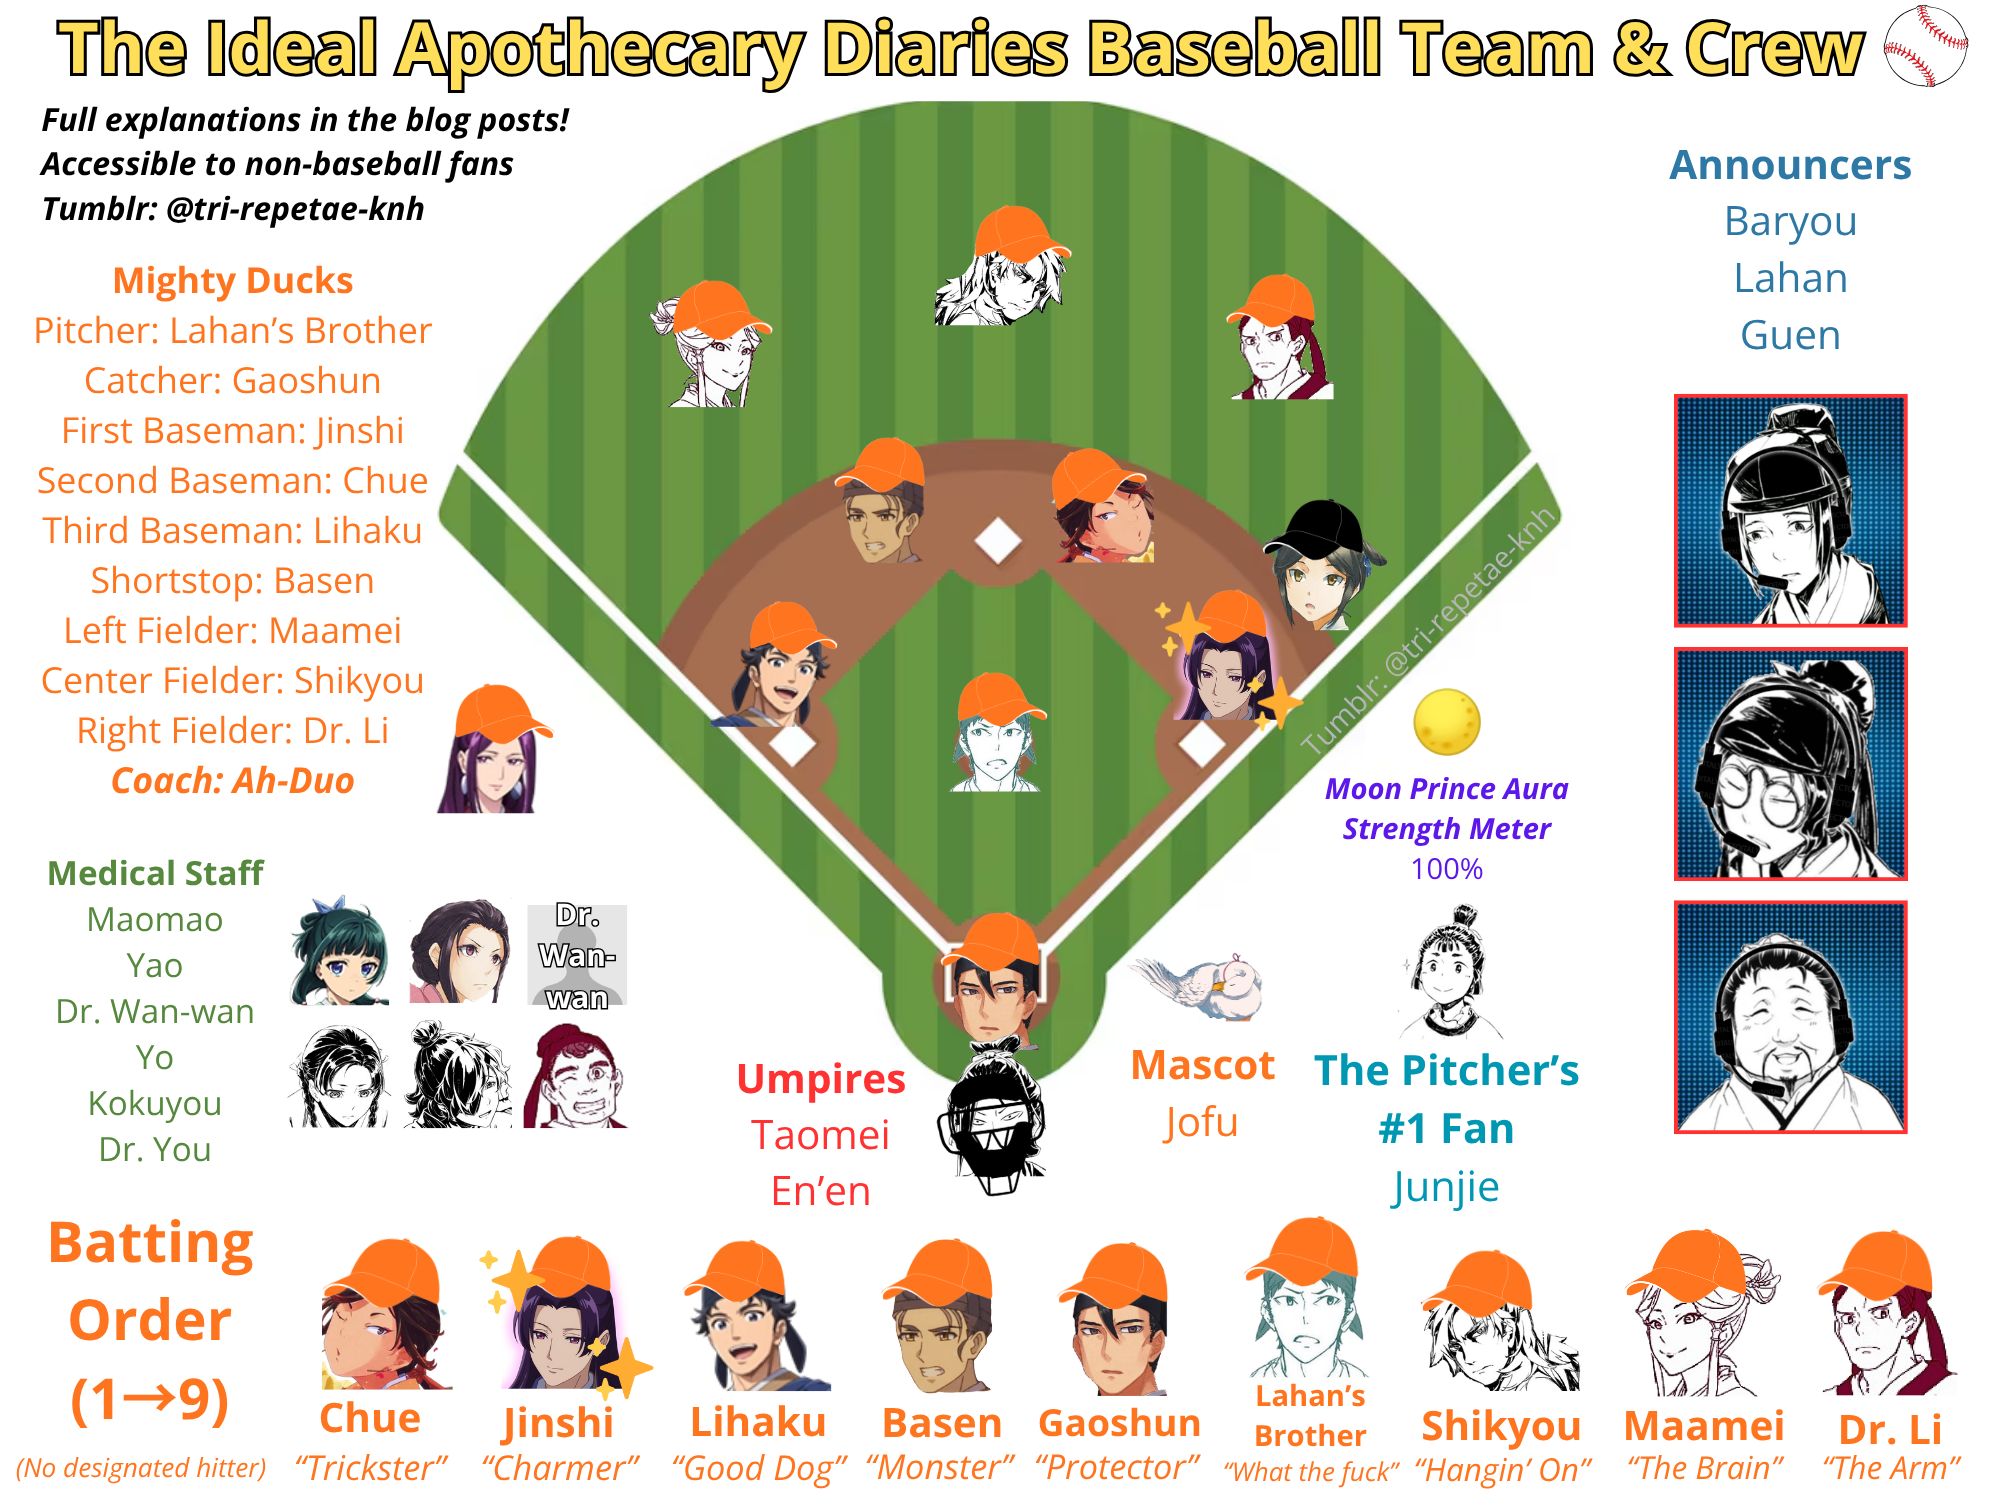 The Ideal Apothecary Diaries Baseball Team & Crew
Full explanations in the blog posts!
Accessible to non-baseball fans
Tumblr: @tri-repetae-knh
Mighty Ducks
Pitcher: Lahan’s Brother
Catcher: Gaoshun
First Baseman: Jinshi
Second Baseman: Chue
Third Baseman: Lihaku
Shortstop: Basen
Left Fielder: Maamei
Center Fielder: Shikyou
Right Fielder: Dr. Li
Coach: Ah-Duo
Announcers
Baryou
Lahan
Guen
Tumblr: @tri-repetae-knh
Moon Prince Aura
Strength Meter
100%
Medical Staff
Maomao
Yao
Dr. Wan-wan
Yo
Kokuyou
Dr. You
Dr.
Wan-
wan
Umpires
Taomei
En’en
Mascot
Jofu
The Pitcher’s
#1 Fan
Junjie
Batting
Order
(1→9)
(No designated hitter)
Chue
“Trickster”
Jinshi
“Charmer”
Lihaku
“Good Dog”
Basen
“Monster”
Gaoshun
“Protector”
Lahan’s
Brother
“What the fuck”
Shikyou
“Hangin’ On”
Maamei
“The Brain”
Dr. Li
“The Arm”